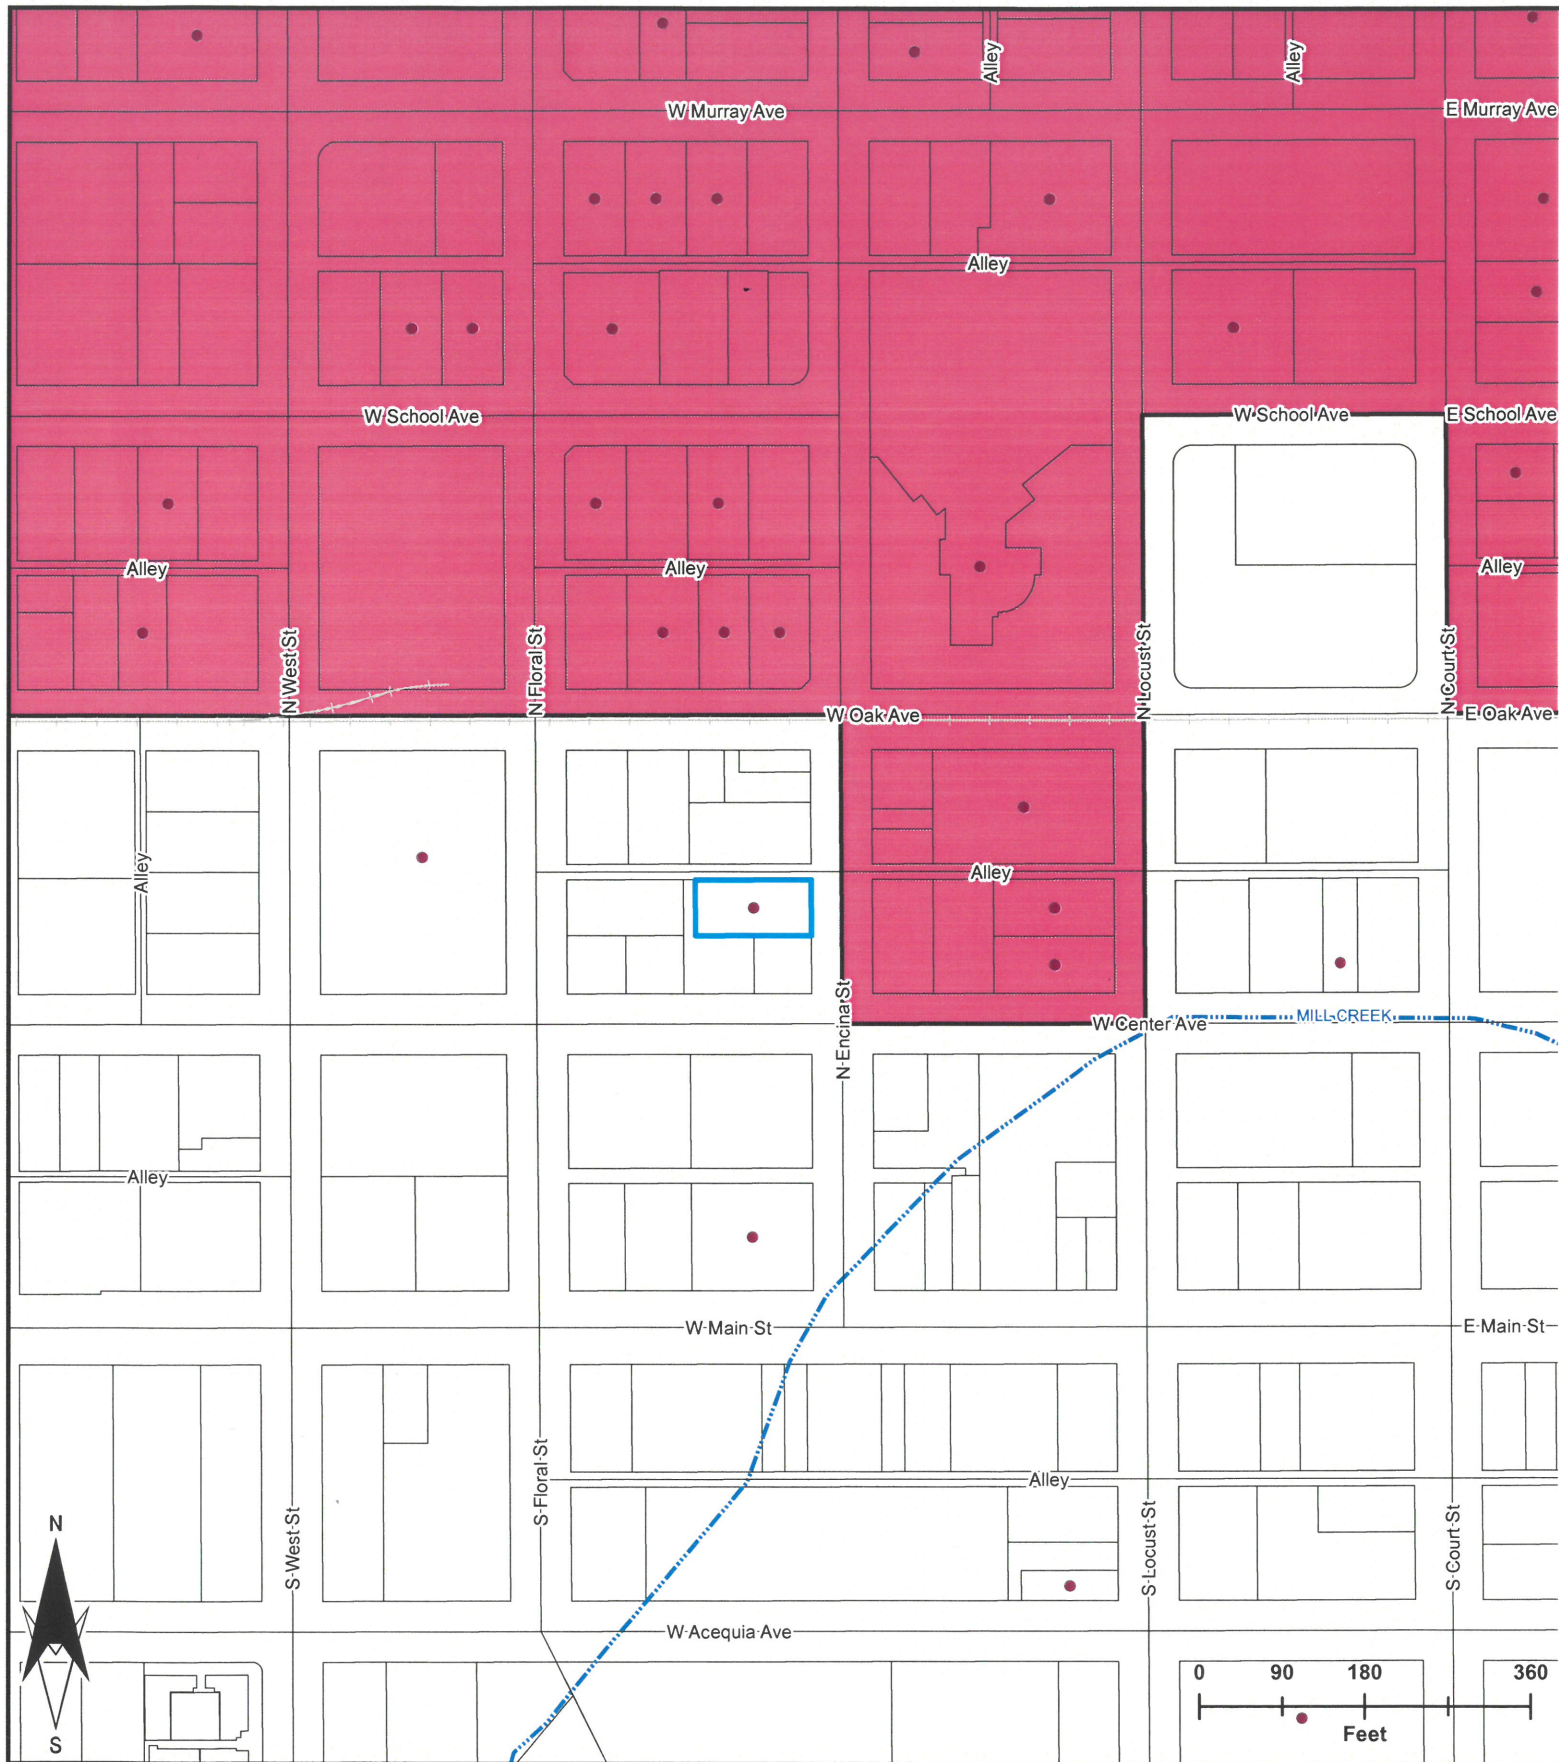 Alley
Alley
W Murray Ave
E Murray Ave
Alley
W School Ave
W School Ave
E School Ave
Alley
Alley
Alley
N West St
N Floral St
N Locust St
N Court St
W Oak Ave
E Oak Ave
Alley
Alley
N Encina St
W Center Ave
MILL CREEK
Alley
W Main St
E Main St
S Floral St
Alley
S West St
S Locust St
S Court St
N
W Acequia Ave
S
0 90 180 360
Feet